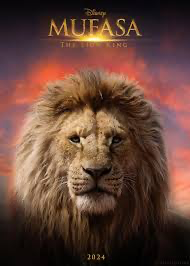 Disney
MUFASA
THE LION KING
2024